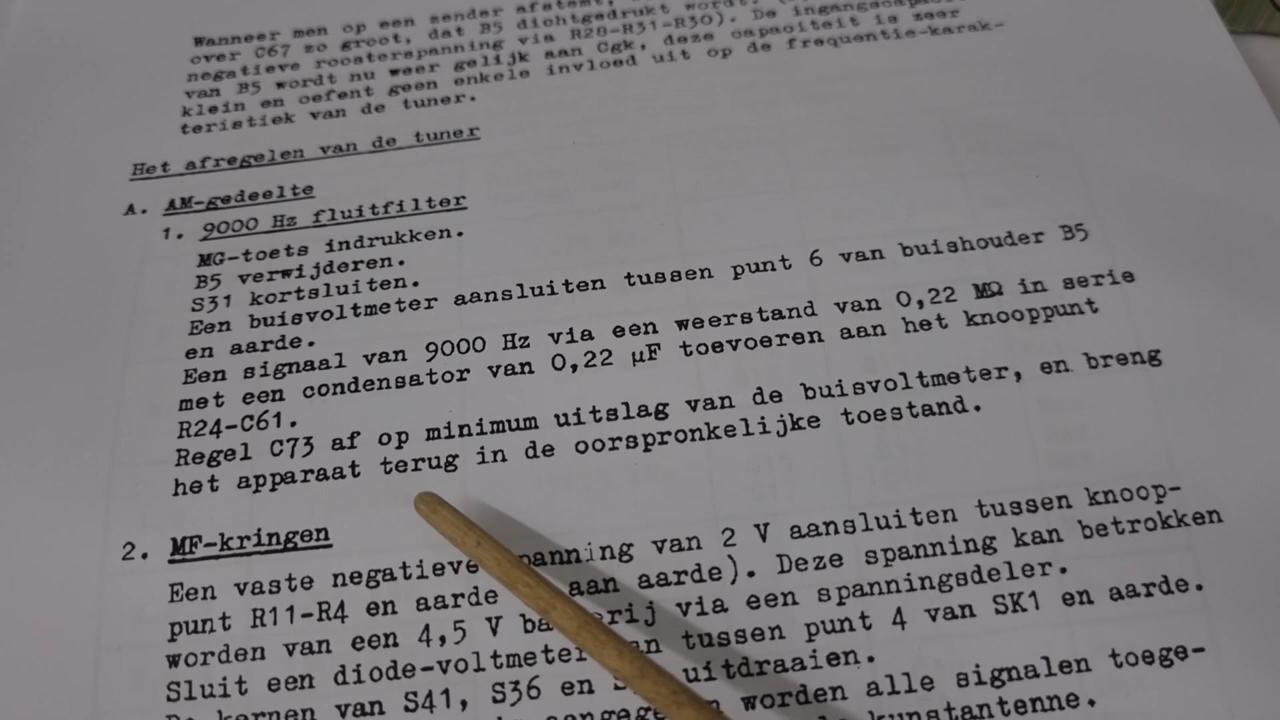 Wanneer men op een zender afstemt,
over C67 zo groot, dat B5 dichtgedrukt wordt.
negatieve roosterspanning via R28-R31-R30). De
van B5 wordt nu weer gelijk aan Cgk, deze capaciteit is zeer
klein en oefent geen enkele invloed uit op de frequentie-karak-
teristiek van de tuner.
Het afregelen van de tuner
A. AM-gedeelte
1. 9000 Hz fluitfilter
MG-toets indrukken.
B5 verwijderen.
S31 kortsluiten.
Een buisvoltmeter aansluiten tussen punt 6 van buishouder B5
en aarde.
Een signaal van 9000 Hz via een weerstand van 0,22 MΩ in serie
met een condensator van 0,22 µF toevoeren aan het knooppunt
R24-C61.
Regel C73 af op minimum uitslag van de buisvoltmeter, en breng
het apparaat terug in de oorspronkelijke toestand.
2. MF-kringen
Een vaste negatieve spanning van 2 V aansluiten tussen knoop-
punt R11-R4 en aarde aan aarde). Deze spanning kan betrokken
worden van een 4,5 V batterij via een spanningsdeler.
Sluit een diode-voltmeter aan tussen punt 4 van SK1 en aarde.
De kernen van S41, S36 en uitdraaien.
worden alle signalen toege-
kunstantenne.